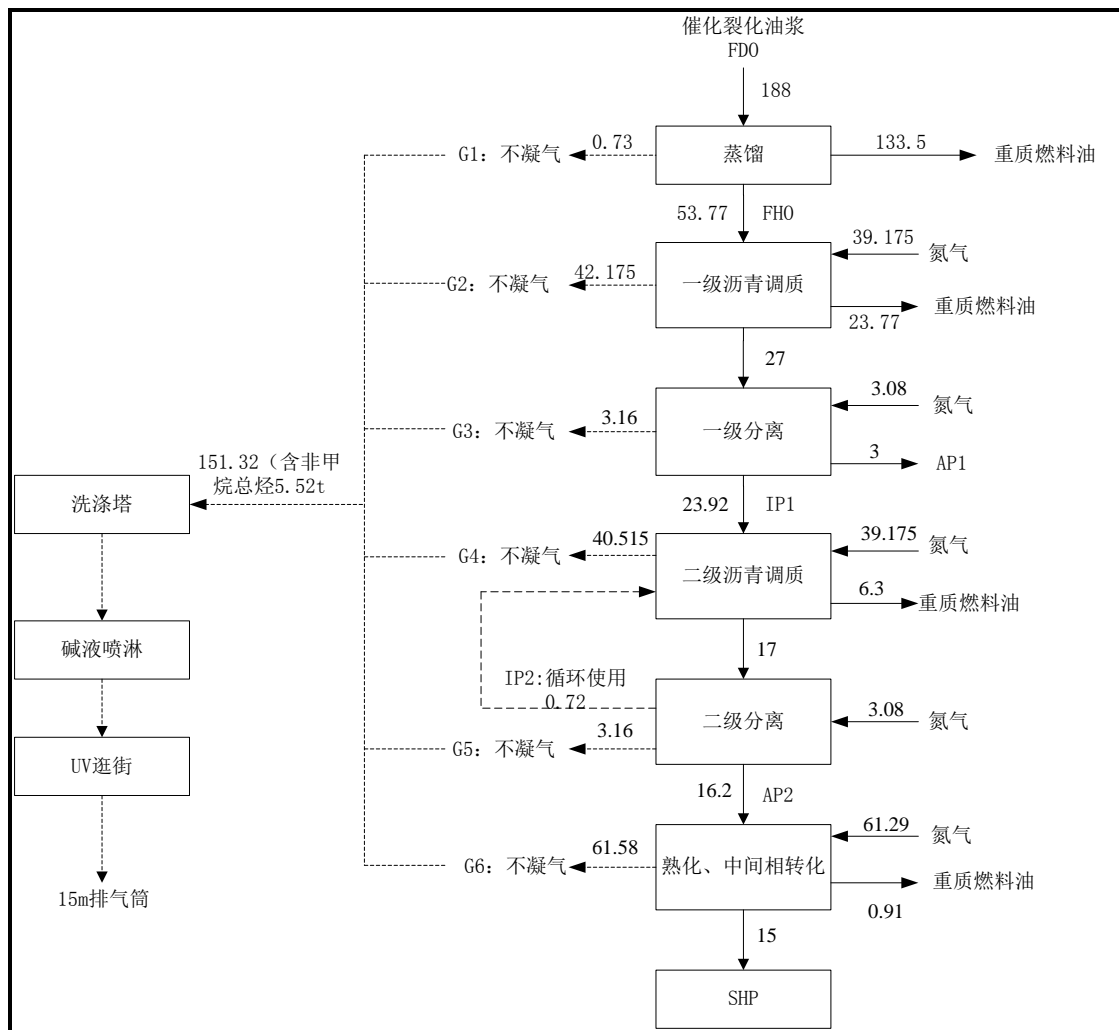 催化裂化油浆
FDO
188
G1：不凝气
0.73
蒸馏
133.5
重质燃料油
53.77
FHO
39.175
氮气
G2：不凝气
42.175
一级沥青调质
23.77
重质燃料油
27
3.08
氮气
G3：不凝气
3.16
一级分离
3
AP1
151.32（含非甲
烷总烃5.52t
洗涤塔
23.92
IP1
39.175
氮气
G4：不凝气
40.515
二级沥青调质
6.3
重质燃料油
17
碱液喷淋
IP2:循环使用
0.72
二级分离
3.08
氮气
G5：不凝气
3.16
UV逛街
16.2
AP2
61.29
氮气
G6：不凝气
61.58
熟化、中间相转化
重质燃料油
0.91
15m排气筒
15
SHP